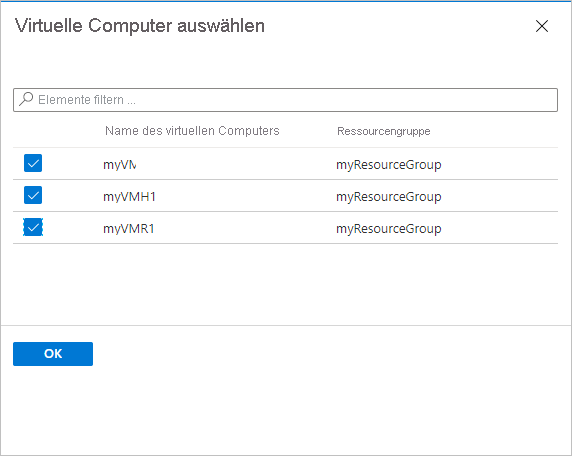 Virtuelle Computer auswählen
Elemente filtern ...
Name des virtuellen Computers Ressourcengruppe
myVM myResourceGroup
myVMH1 myResourceGroup
myVMR1 myResourceGroup
OK